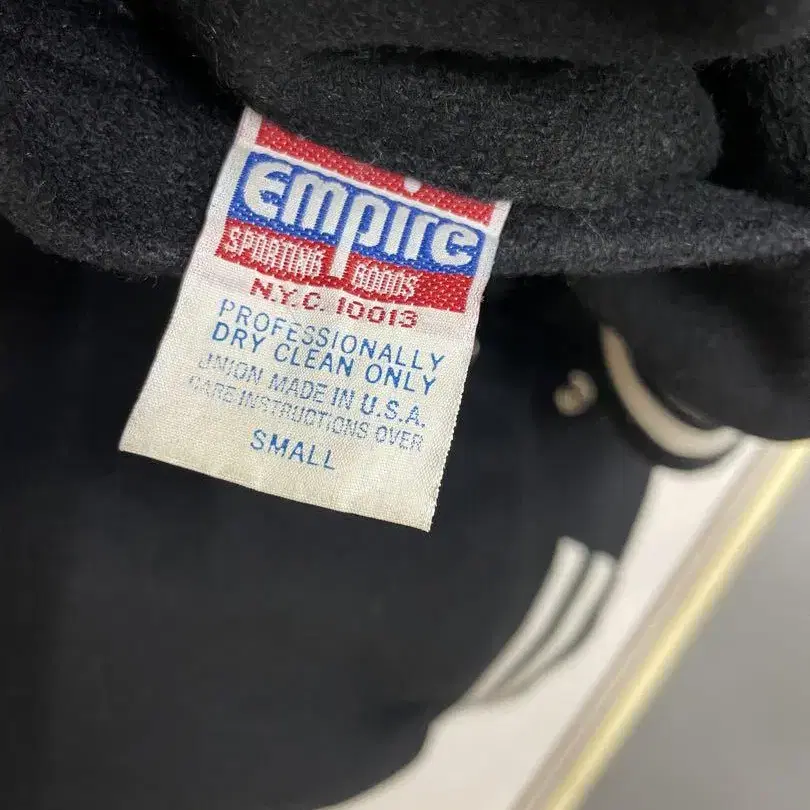 Empire
SPORTING GOODS
N.Y.C. 10013
PROFESSIONALLY
DRY CLEAN ONLY
UNION MADE IN U.S.A.
CARE INSTRUCTIONS OVER
SMALL